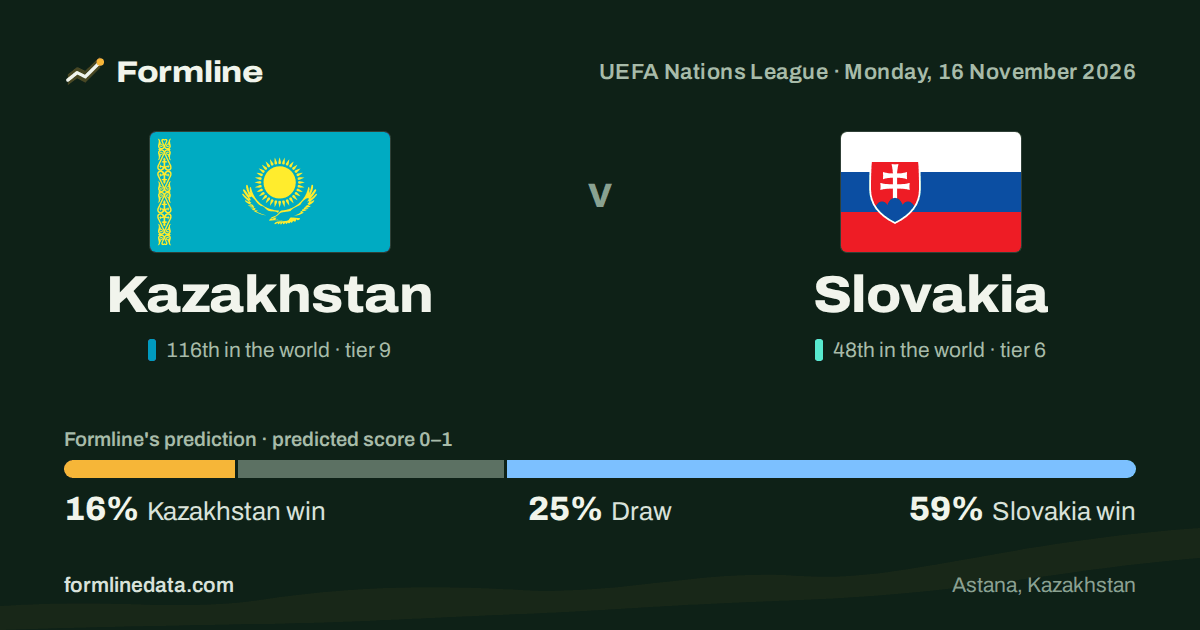 Formline
UEFA Nations League · Monday, 16 November 2026
v
Kazakhstan
Slovakia
116th in the world · tier 9
48th in the world · tier 6
Formline's prediction · predicted score 0–1
16% Kazakhstan win
25% Draw
59% Slovakia win
formlinedata.com
Astana, Kazakhstan